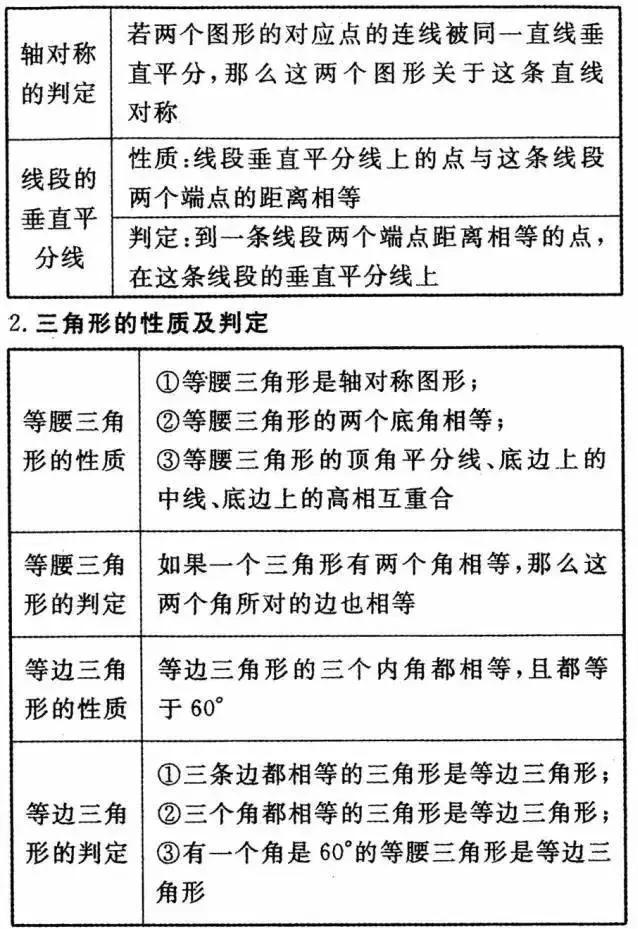 轴对称
的判定
若两个图形的对应点的连线被同一直线垂
直平分,那么这两个图形关于这条直线
对称
线段的
垂直平
分线
性质:线段垂直平分线上的点与这条线段
两个端点的距离相等
判定:到一条线段两个端点距离相等的点,
在这条线段的垂直平分线上
2.三角形的性质及判定
等腰三角
形的性质
①等腰三角形是轴对称图形;
②等腰三角形的两个底角相等;
③等腰三角形的顶角平分线、底边上的
中线、底边上的高相互重合
等腰三角
形的判定
如果一个三角形有两个角相等,那么这
两个角所对的边也相等
等边三角
形的性质
等边三角形的三个内角都相等,且都等
于60°
等边三角
形的判定
①三条边都相等的三角形是等边三角形;
②三个角都相等的三角形是等边三角形;
③有一个角是60°的等腰三角形是等边三
角形